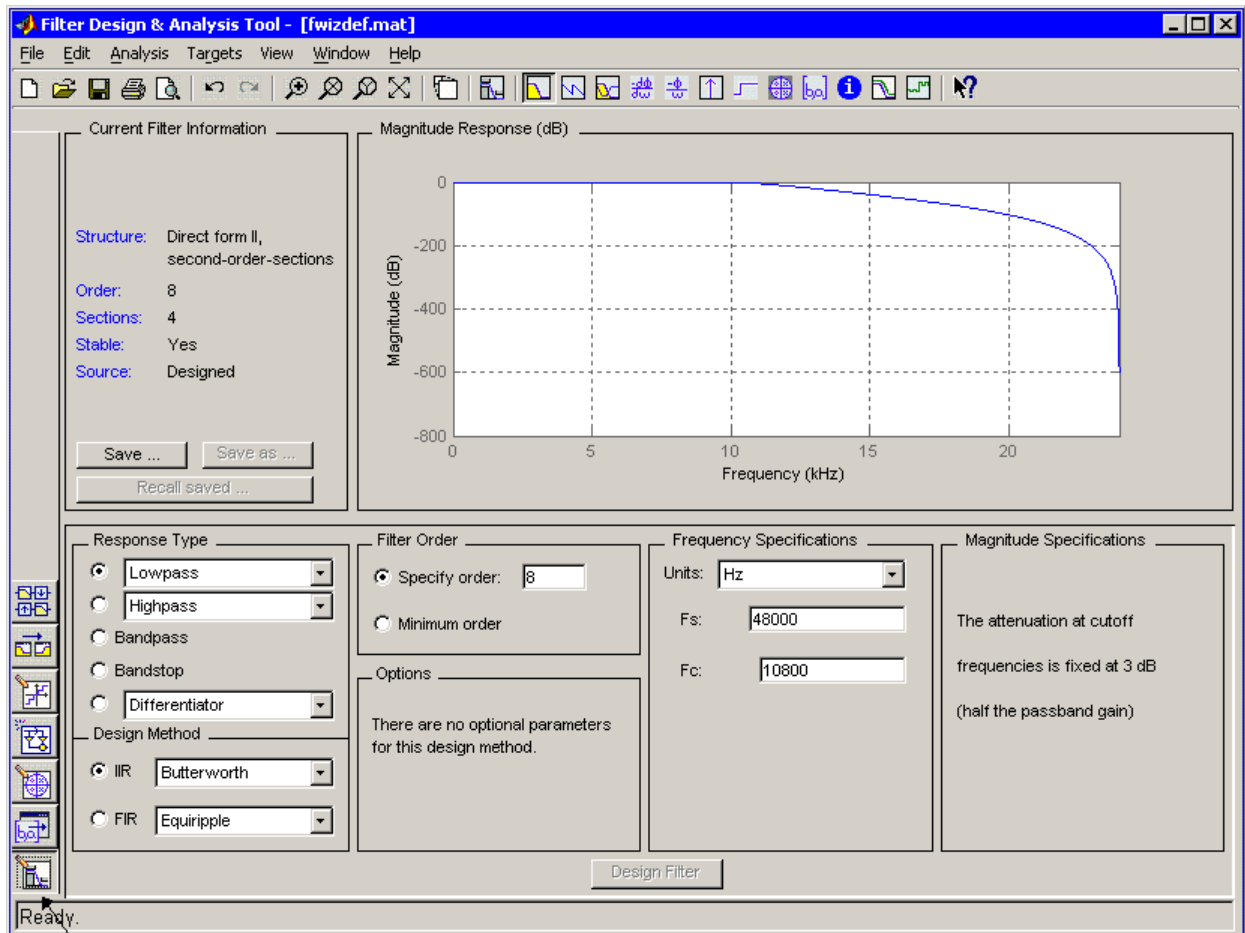 Filter Design & Analysis Tool - [fwizdef.mat]
File Edit Analysis Targets View Window Help
Current Filter Information
Structure: Direct form II,
second-order-sections
Order: 8
Sections: 4
Stable: Yes
Source: Designed
Save ... Save as ...
Recall saved ...
Magnitude Response (dB)
Magnitude (dB)
0
-200
-400
-600
-800
0 5 10 15 20
Frequency (kHz)
Response Type
Lowpass
Highpass
Bandpass
Bandstop
Differentiator
Design Method
IIR Butterworth
FIR Equiripple
Filter Order
Specify order: 8
Minimum order
Options
There are no optional parameters
for this design method.
Frequency Specifications
Units: Hz
Fs: 48000
Fc: 10800
Magnitude Specifications
The attenuation at cutoff
frequencies is fixed at 3 dB
(half the passband gain)
Design Filter
Ready.